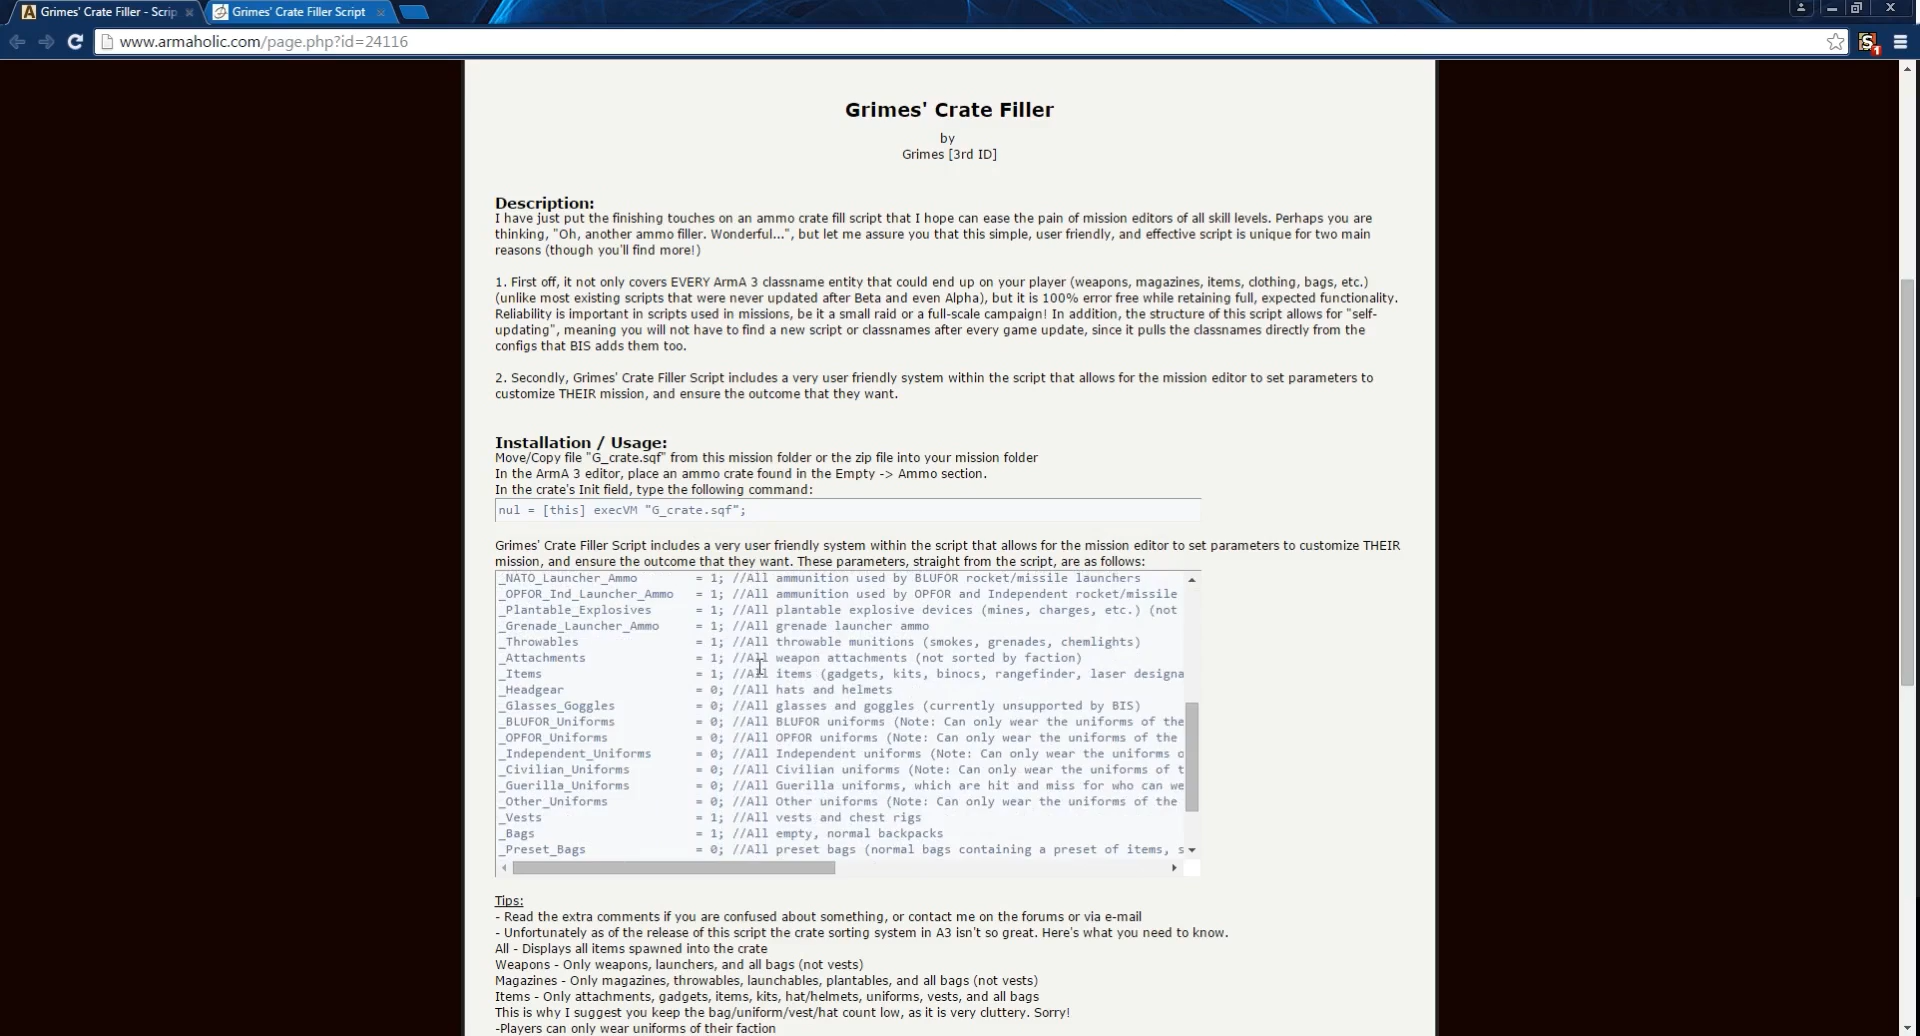 Grimes' Crate Filler - Scrip
Grimes' Crate Filler Script
www.armaholic.com/page.php?id=24116
S 1
Grimes' Crate Filler
by
Grimes [3rd ID]
Description:
I have just put the finishing touches on an ammo crate fill script that I hope can ease the pain of mission editors of all skill levels. Perhaps you are
thinking, "Oh, another ammo filler. Wonderful...", but let me assure you that this simple, user friendly, and effective script is unique for two main
reasons (though you'll find more!)
1. First off, it not only covers EVERY ArmA 3 classname entity that could end up on your player (weapons, magazines, items, clothing, bags, etc.)
(unlike most existing scripts that were never updated after Beta and even Alpha), but it is 100% error free while retaining full, expected functionality.
Reliability is important in scripts used in missions, be it a small raid or a full-scale campaign! In addition, the structure of this script allows for "self-
updating", meaning you will not have to find a new script or classnames after every game update, since it pulls the classnames directly from the
configs that BIS adds them too.
2. Secondly, Grimes' Crate Filler Script includes a very user friendly system within the script that allows for the mission editor to set parameters to
customize THEIR mission, and ensure the outcome that they want.
Installation / Usage:
Move/Copy file "G_crate.sqf" from this mission folder or the zip file into your mission folder
In the ArmA 3 editor, place an ammo crate found in the Empty -> Ammo section.
In the crate's Init field, type the following command:
nul = [this] execVM "G_crate.sqf";
Grimes' Crate Filler Script includes a very user friendly system within the script that allows for the mission editor to set parameters to customize THEIR
mission, and ensure the outcome that they want. These parameters, straight from the script, are as follows:
_NATO_Launcher_Ammo = 1; //All ammunition used by BLUFOR rocket/missile launchers
_OPFOR_Ind_Launcher_Ammo = 1; //All ammunition used by OPFOR and Independent rocket/missile
_Plantable_Explosives = 1; //All plantable explosive devices (mines, charges, etc.) (not
_Grenade_Launcher_Ammo = 1; //All grenade launcher ammo
_Throwables = 1; //All throwable munitions (smokes, grenades, chemlights)
_Attachments = 1; //All weapon attachments (not sorted by faction)
_Items = 1; //All items (gadgets, kits, binocs, rangefinder, laser designa
_Headgear = 0; //All hats and helmets
_Glasses_Goggles = 0; //All glasses and goggles (currently unsupported by BIS)
_BLUFOR_Uniforms = 0; //All BLUFOR uniforms (Note: Can only wear the uniforms of the
_OPFOR_Uniforms = 0; //All OPFOR uniforms (Note: Can only wear the uniforms of the
_Independent_Uniforms = 0; //All Independent uniforms (Note: Can only wear the uniforms o
_Civilian_Uniforms = 0; //All Civilian uniforms (Note: Can only wear the uniforms of t
_Guerilla_Uniforms = 0; //All Guerilla uniforms, which are hit and miss for who can we
_Other_Uniforms = 0; //All Other uniforms (Note: Can only wear the uniforms of the
_Vests = 1; //All vests and chest rigs
_Bags = 1; //All empty, normal backpacks
_Preset_Bags = 0; //All preset bags (normal bags containing a preset of items, s
Tips:
- Read the extra comments if you are confused about something, or contact me on the forums or via e-mail
- Unfortunately as of the release of this script the crate sorting system in A3 isn't so great. Here's what you need to know.
All - Displays all items spawned into the crate
Weapons - Only weapons, launchers, and all bags (not vests)
Magazines - Only magazines, throwables, launchables, plantables, and all bags (not vests)
Items - Only attachments, gadgets, items, kits, hat/helmets, uniforms, vests, and all bags
This is why I suggest you keep the bag/uniform/vest/hat count low, as it is very cluttery. Sorry!
-Players can only wear uniforms of their faction